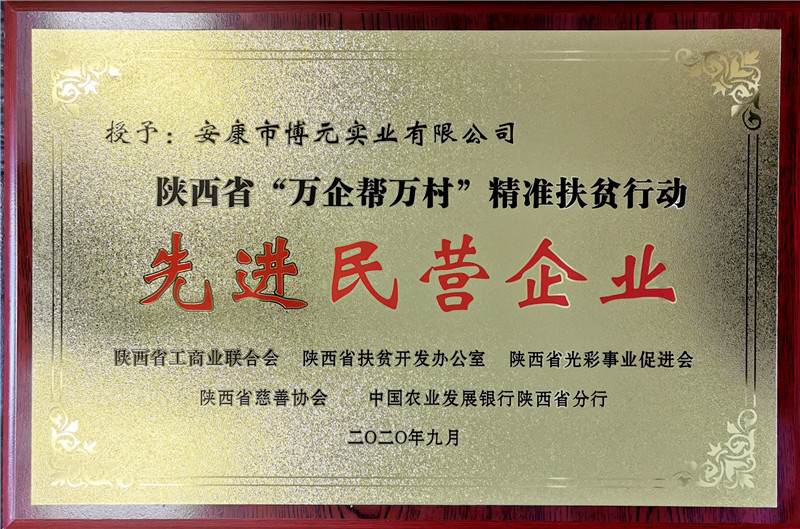 授予：安康市博元实业有限公司
陕西省“万企帮万村”精准扶贫行动
先进民营企业
陕西省工商业联合会 陕西省扶贫开发办公室 陕西省光彩事业促进会
陕西省慈善协会 中国农业发展银行陕西省分行
二〇二〇年九月